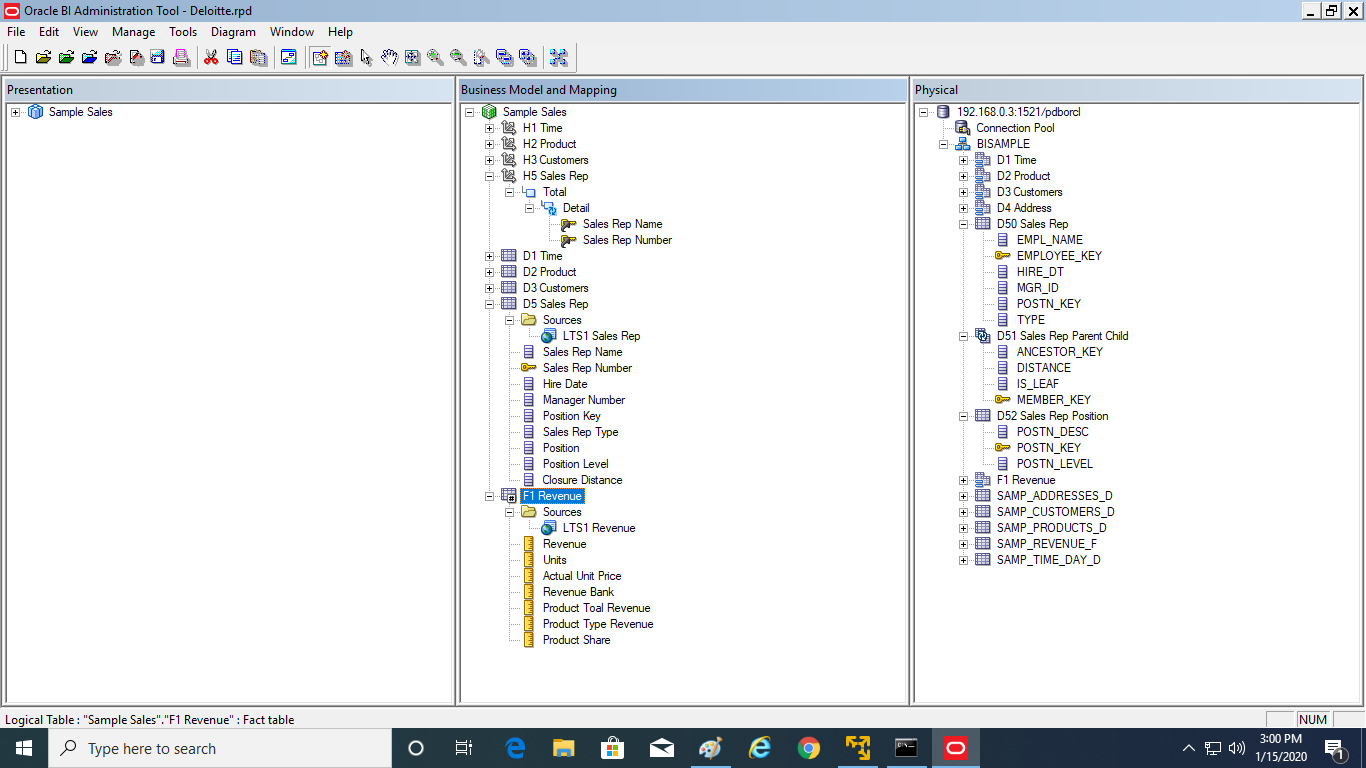 Oracle BI Administration Tool - Deloitte.rpd
File Edit View Manage Tools Diagram Window Help
Presentation
Sample Sales
Business Model and Mapping
Sample Sales
H1 Time
H2 Product
H3 Customers
H5 Sales Rep
Total
Detail
Sales Rep Name
Sales Rep Number
D1 Time
D2 Product
D3 Customers
D5 Sales Rep
Sources
LTS1 Sales Rep
Sales Rep Name
Sales Rep Number
Hire Date
Manager Number
Position Key
Sales Rep Type
Position
Position Level
Closure Distance
F1 Revenue
Sources
LTS1 Revenue
Revenue
Units
Actual Unit Price
Revenue Bank
Product Toal Revenue
Product Type Revenue
Product Share
Physical
192.168.0.3:1521/pdborcl
Connection Pool
BISAMPLE
D1 Time
D2 Product
D3 Customers
D4 Address
D50 Sales Rep
EMPL_NAME
EMPLOYEE_KEY
HIRE_DT
MGR_ID
POSTN_KEY
TYPE
D51 Sales Rep Parent Child
ANCESTOR_KEY
DISTANCE
IS_LEAF
MEMBER_KEY
D52 Sales Rep Position
POSTN_DESC
POSTN_KEY
POSTN_LEVEL
F1 Revenue
SAMP_ADDRESSES_D
SAMP_CUSTOMERS_D
SAMP_PRODUCTS_D
SAMP_REVENUE_F
SAMP_TIME_DAY_D
Logical Table : "Sample Sales"."F1 Revenue" : Fact table
NUM
Type here to search
3:00 PM
1/15/2020
1